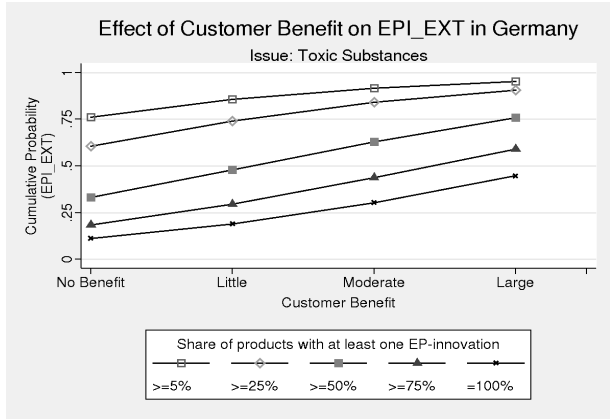 Effect of Customer Benefit on EPI_EXT in Germany
Issue: Toxic Substances
Cumulative Probability
(EPI_EXT)
1
.75
.5
.25
0
No Benefit Little Moderate Large
Customer Benefit
Share of products with at least one EP-innovation
>=5% >=25% >=50% >=75% =100%